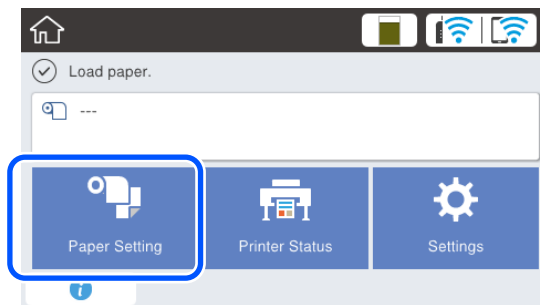 Load paper.
---
Paper Setting
Printer Status
Settings
i